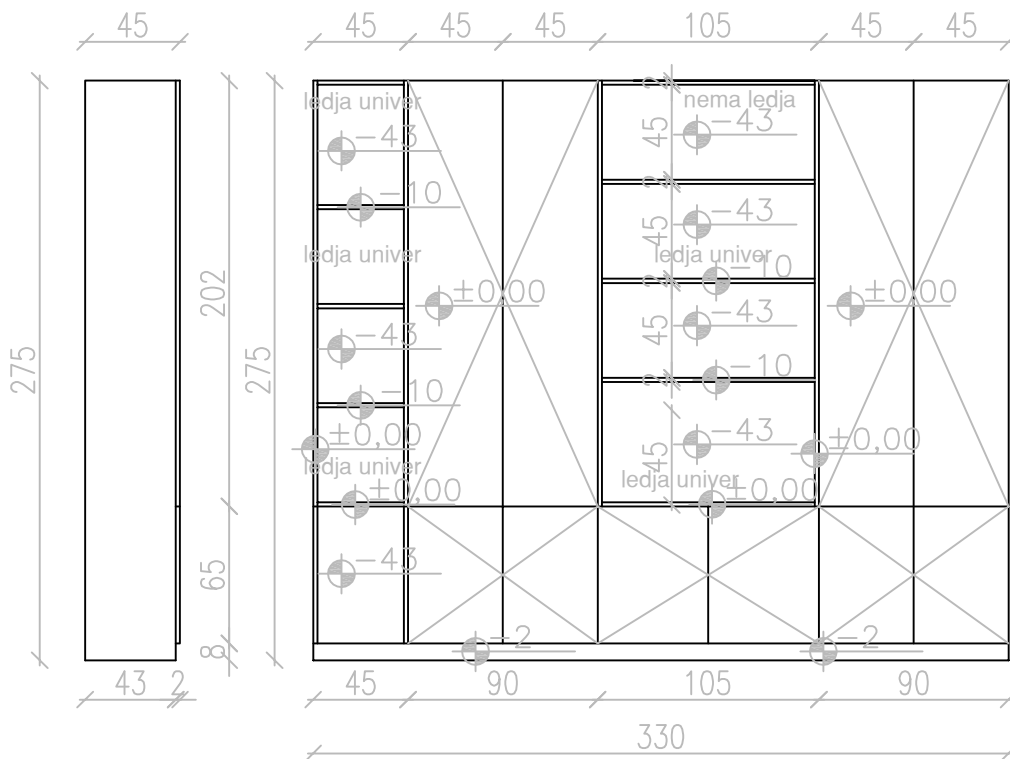 45 45 45 45 105 45 45
ledja univer nema ledja
2
-43 45 -43
-10 2
ledja univer 45 -43
ledja univer
2 -10
±0,00 ±0,00
202
275 275
-43 45 -43
-10 2 -10
±0,00 ±0,00
-43
45
ledja univer ledja univer
±0,00 ±0,00
65 -43
8 -2 -2
43 2 45 90 105 90
330